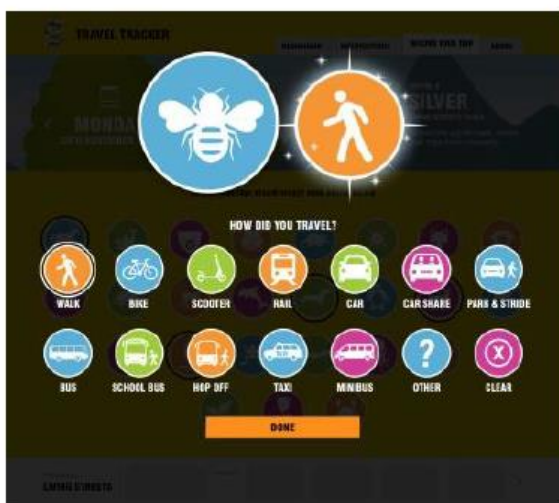 TRAVEL TRACKER
SILVER
HOW DID YOU TRAVEL?
WALK BIKE SCOOTER RAIL CAR CAR SHARE PARK & STRIDE
BUS SCHOOL BUS HOP OFF TAXI MINIBUS OTHER CLEAR
DONE